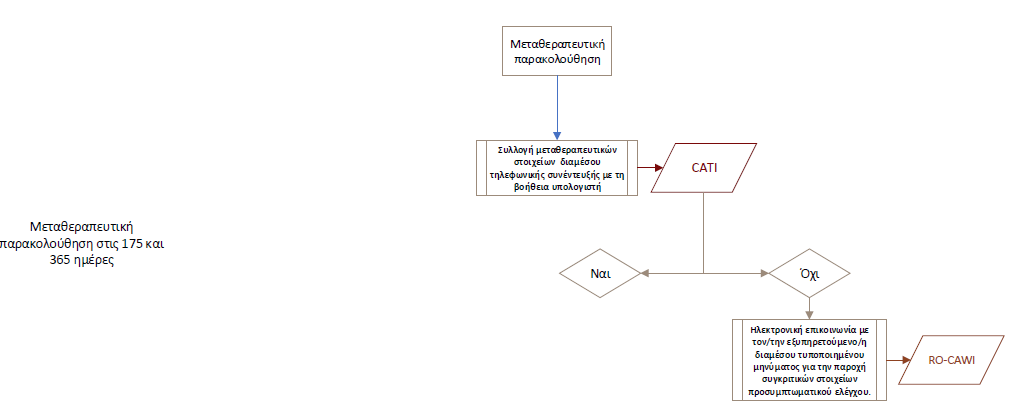 Μεταθεραπευτική
παρακολούθηση
Συλλογή μεταθεραπευτικών
στοιχείων διαμέσου
τηλεφωνικής συνέντευξής με τη
βοήθεια υπολογιστή
CATI
Μεταθεραπευτική
παρακολούθηση στις 175 και
365 ημέρες
Ναι
Όχι
Ηλεκτρονική επικοινωνία με
τον/την εξυπηρετούμενο/η
διαμέσου τυποποιημένου
μηνύματος για την παροχή
συγκριτικών στοιχείων
προσυμπτωματικού ελέγχου.
RO-CAWI